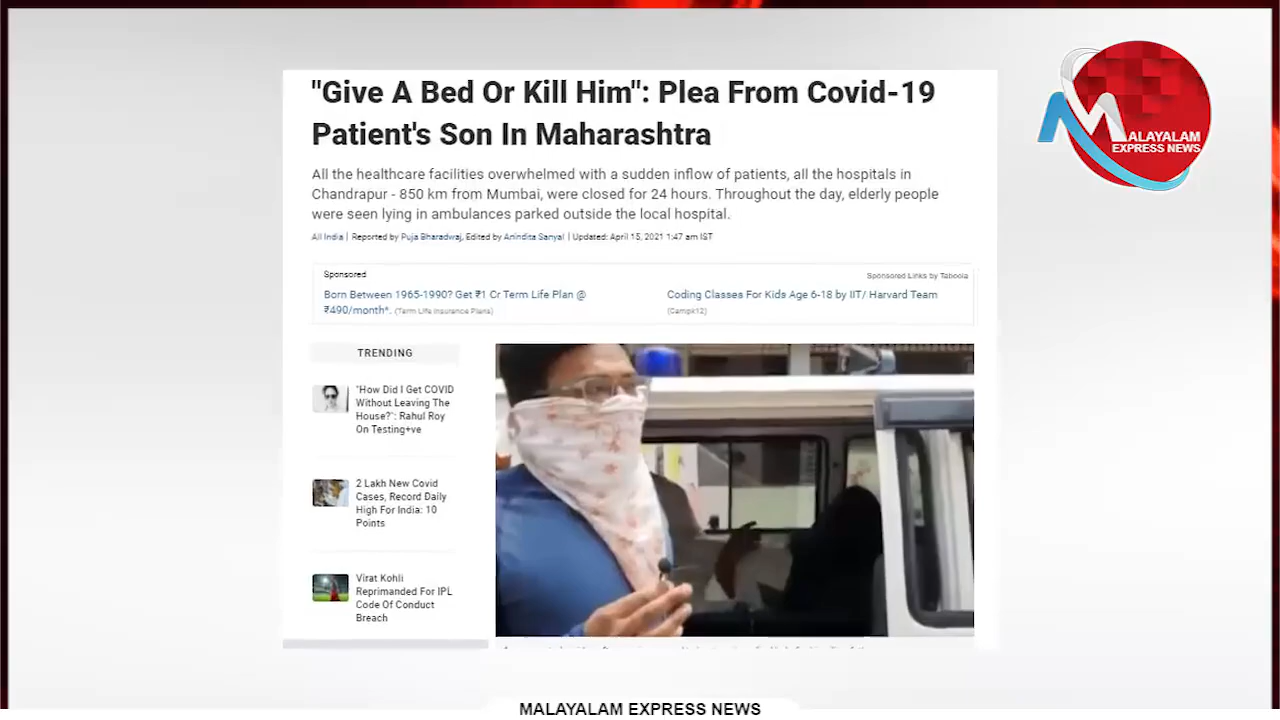 "Give A Bed Or Kill Him": Plea From Covid-19
Patient's Son In Maharashtra
All the healthcare facilities overwhelmed with a sudden inflow of patients, all the hospitals in
Chandrapur - 850 km from Mumbai, were closed for 24 hours. Throughout the day, elderly people
were seen lying in ambulances parked outside the local hospital.
All India | Reported by Puja Bharadwaj, Edited by Anindita Sanyal | Updated: April 15, 2021 1:47 am IST
Sponsored
Sponsored Links by Taboola
Born Between 1965-1990? Get ₹1 Cr Term Life Plan @
₹490/month*. (Term Life Insurance Plans)
Coding Classes For Kids Age 6-18 by IIT/ Harvard Team
(Campk12)
TRENDING
"How Did I Get COVID
Without Leaving The
House?": Rahul Roy
On Testing+ve
2 Lakh New Covid
Cases, Record Daily
High For India: 10
Points
Virat Kohli
Reprimanded For IPL
Code Of Conduct
Breach
MALAYALAM
EXPRESS NEWS
MALAYALAM EXPRESS NEWS